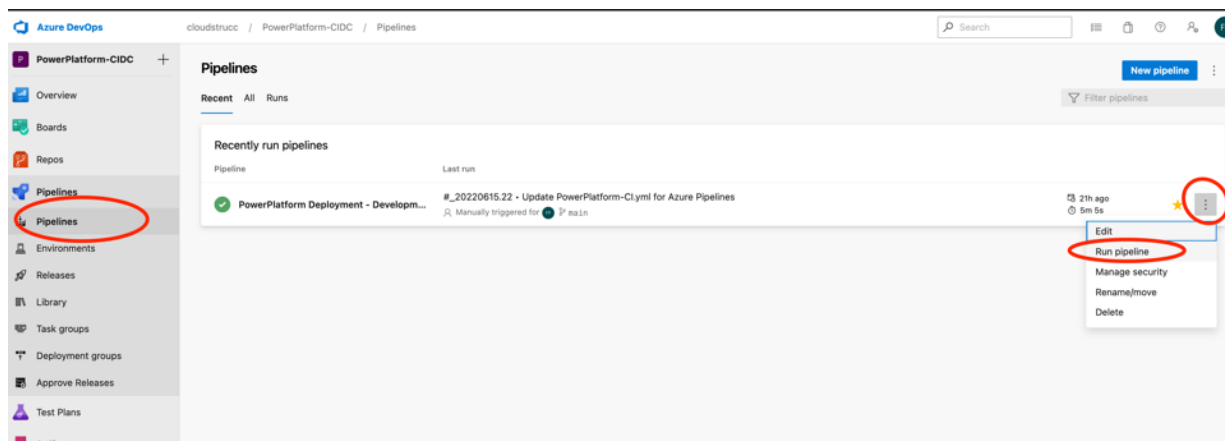 Azure DevOps
cloudstrucc / PowerPlatform-CIDC / Pipelines
Search
P PowerPlatform-CIDC +
Overview
Boards
Repos
Pipelines
Pipelines
Environments
Releases
Library
Task groups
Deployment groups
Approve Releases
Test Plans
Pipelines
New pipeline
Recent All Runs
Filter pipelines
Recently run pipelines
Pipeline Last run
PowerPlatform Deployment - Developm...
#_20220615.22 • Update PowerPlatform-CI.yml for Azure Pipelines
Manually triggered for main
21h ago
5m 5s
Edit
Run pipeline
Manage security
Rename/move
Delete